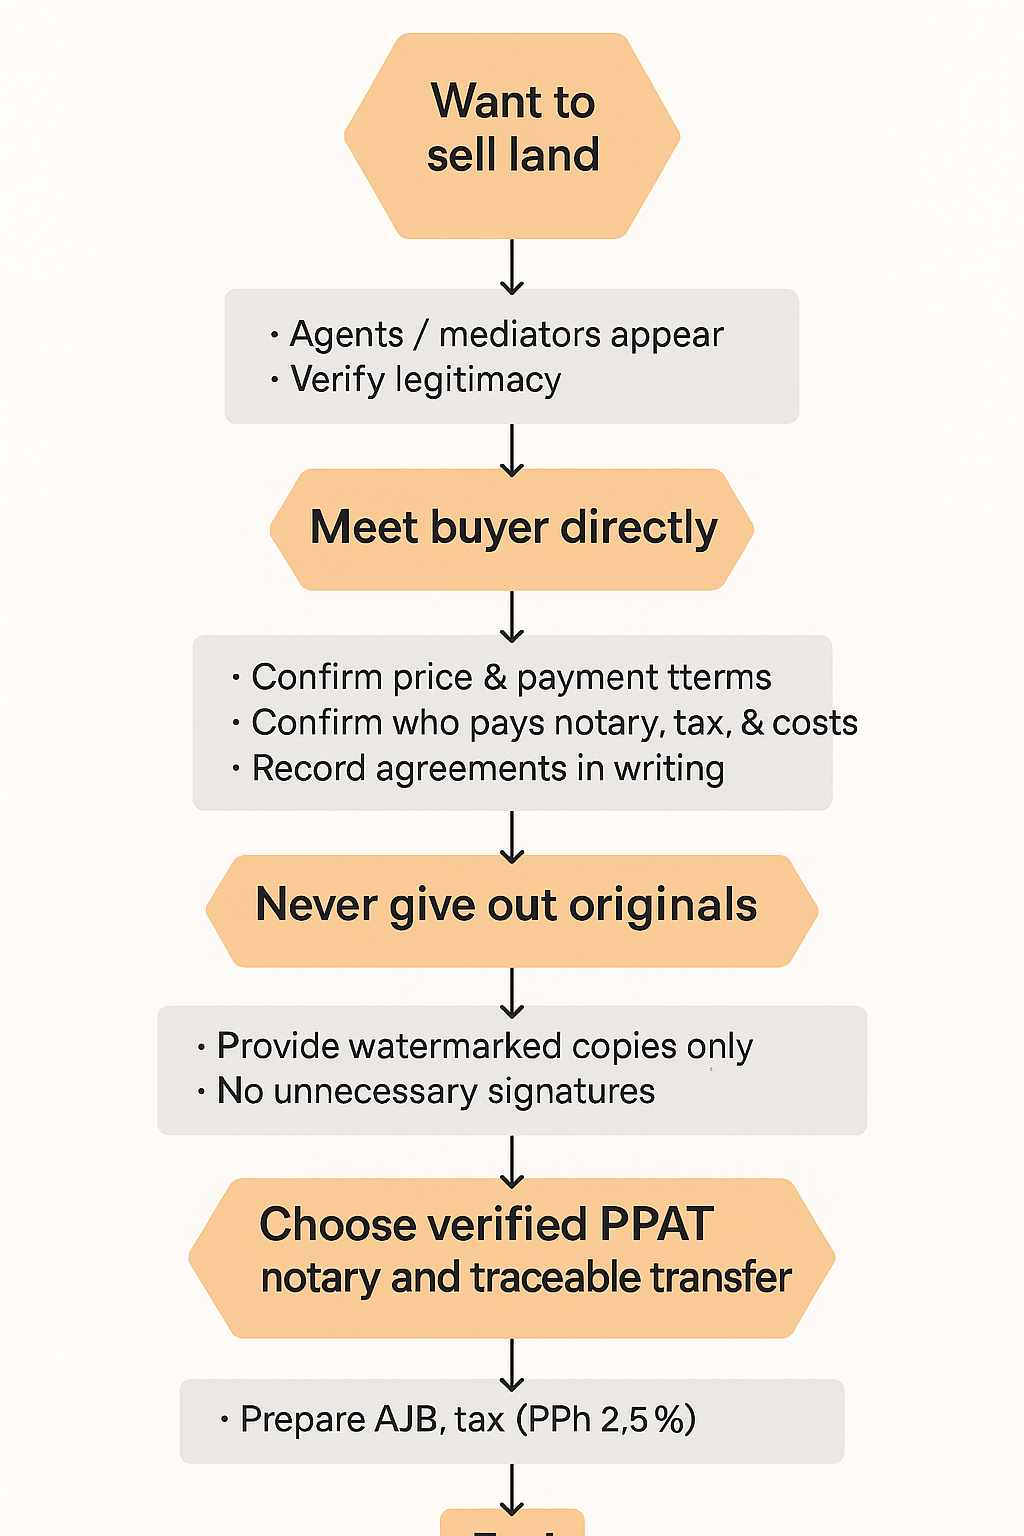 Want to
sell land
• Agents / mediators appear
• Verify legitimacy
Meet buyer directly
• Confirm price & payment tterms
• Confirm who pays notary, tax, & costs
• Record agreements in writing
Never give out originals
• Provide watermarked copies only
• No unnecessary signatures
Choose verified PPAT
notary and traceable transfer
• Prepare AJB, tax (PPh 2,5 %)